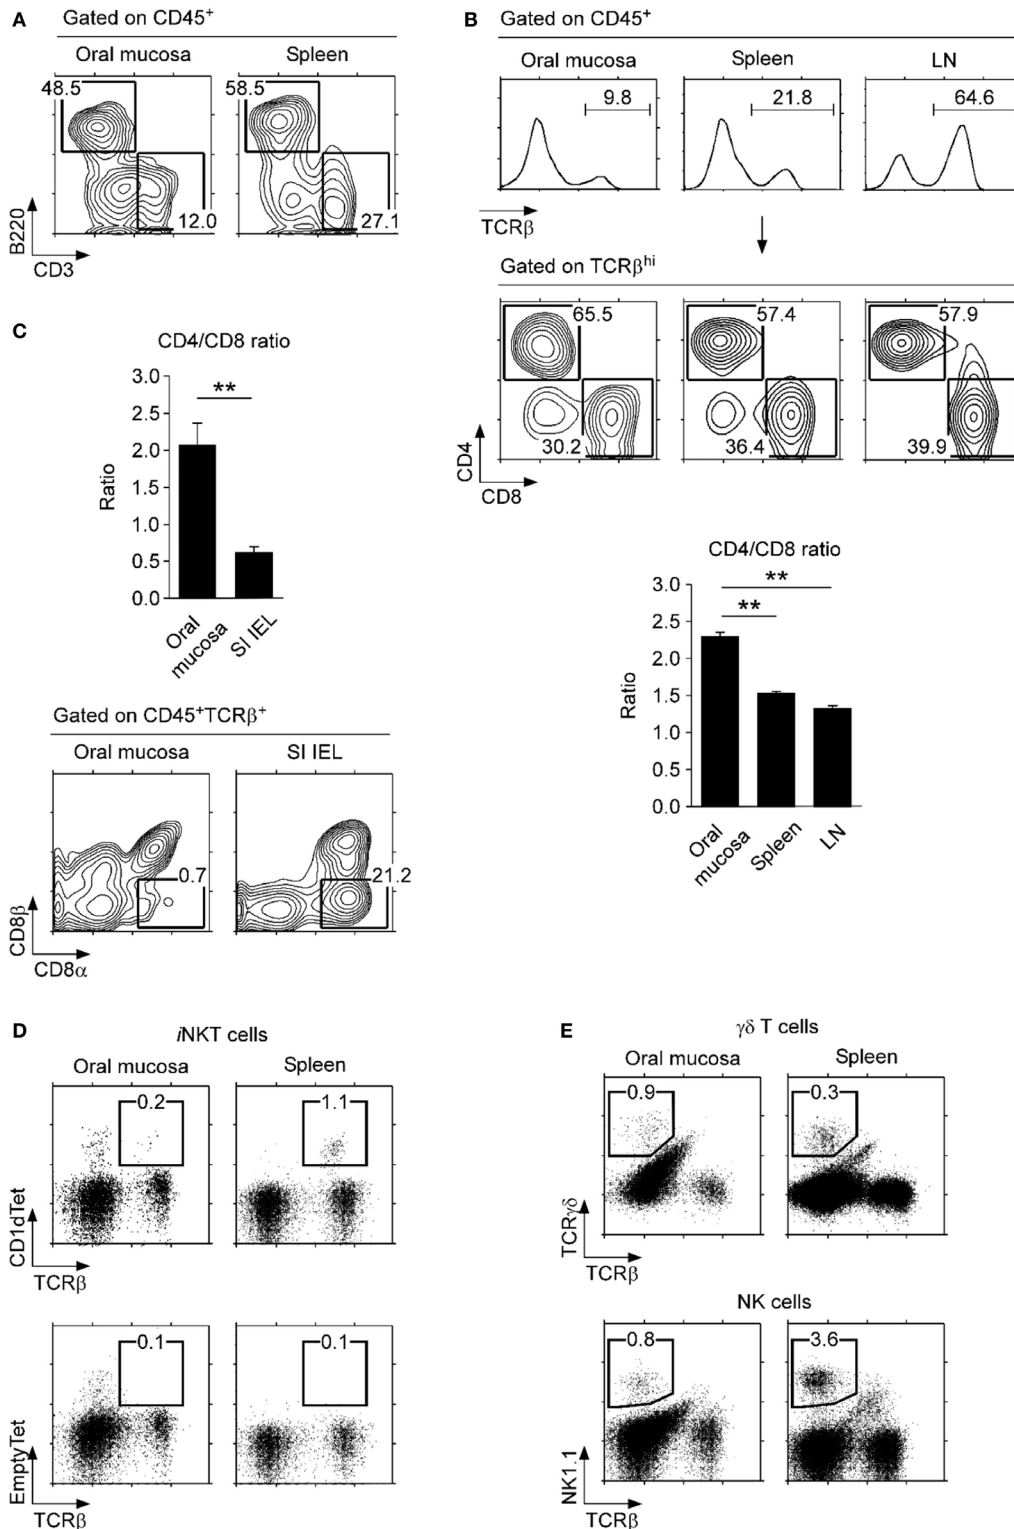 A
Gated on CD45+
Oral mucosa
Spleen
48.5
58.5
12.0
27.1
B220
CD3
B
Gated on CD45+
Oral mucosa
Spleen
LN
9.8
21.8
64.6
TCRβ
Gated on TCRβhi
65.5
57.4
57.9
30.2
36.4
39.9
CD4
CD8
CD4/CD8 ratio
**
**
3.0
2.5
2.0
1.5
1.0
0.5
0.0
Ratio
Oral mucosa
Spleen
LN
C
CD4/CD8 ratio
**
3.0
2.5
2.0
1.5
1.0
0.5
0.0
Ratio
Oral mucosa
SI IEL
Gated on CD45+TCRβ+
Oral mucosa
SI IEL
0.7
21.2
CD8β
CD8α
D
iNKT cells
Oral mucosa
Spleen
0.2
1.1
CD1dTet
TCRβ
0.1
0.1
EmptyTet
TCRβ
E
γδ T cells
Oral mucosa
Spleen
0.9
0.3
TCRγδ
TCRβ
NK cells
0.8
3.6
NK1.1
TCRβ